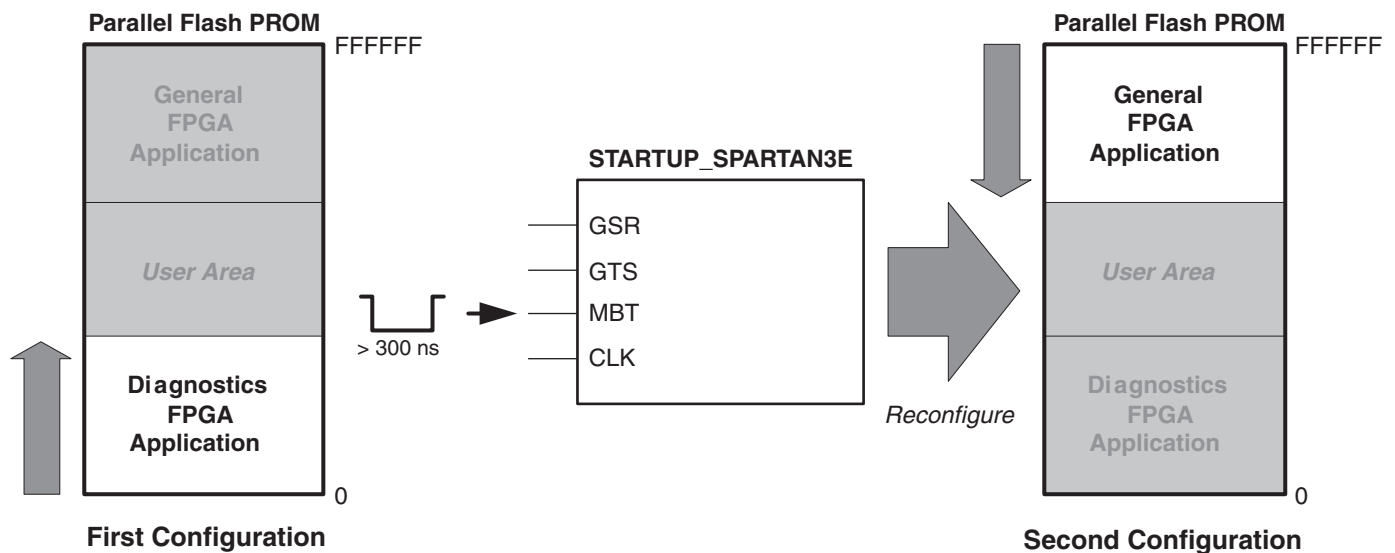 Parallel Flash PROM
FFFFFF
General
FPGA
Application
User Area
Diagnostics
FPGA
Application
0
First Configuration
> 300 ns
STARTUP_SPARTAN3E
GSR
GTS
MBT
CLK
Reconfigure
Parallel Flash PROM
FFFFFF
General
FPGA
Application
User Area
Diagnostics
FPGA
Application
0
Second Configuration